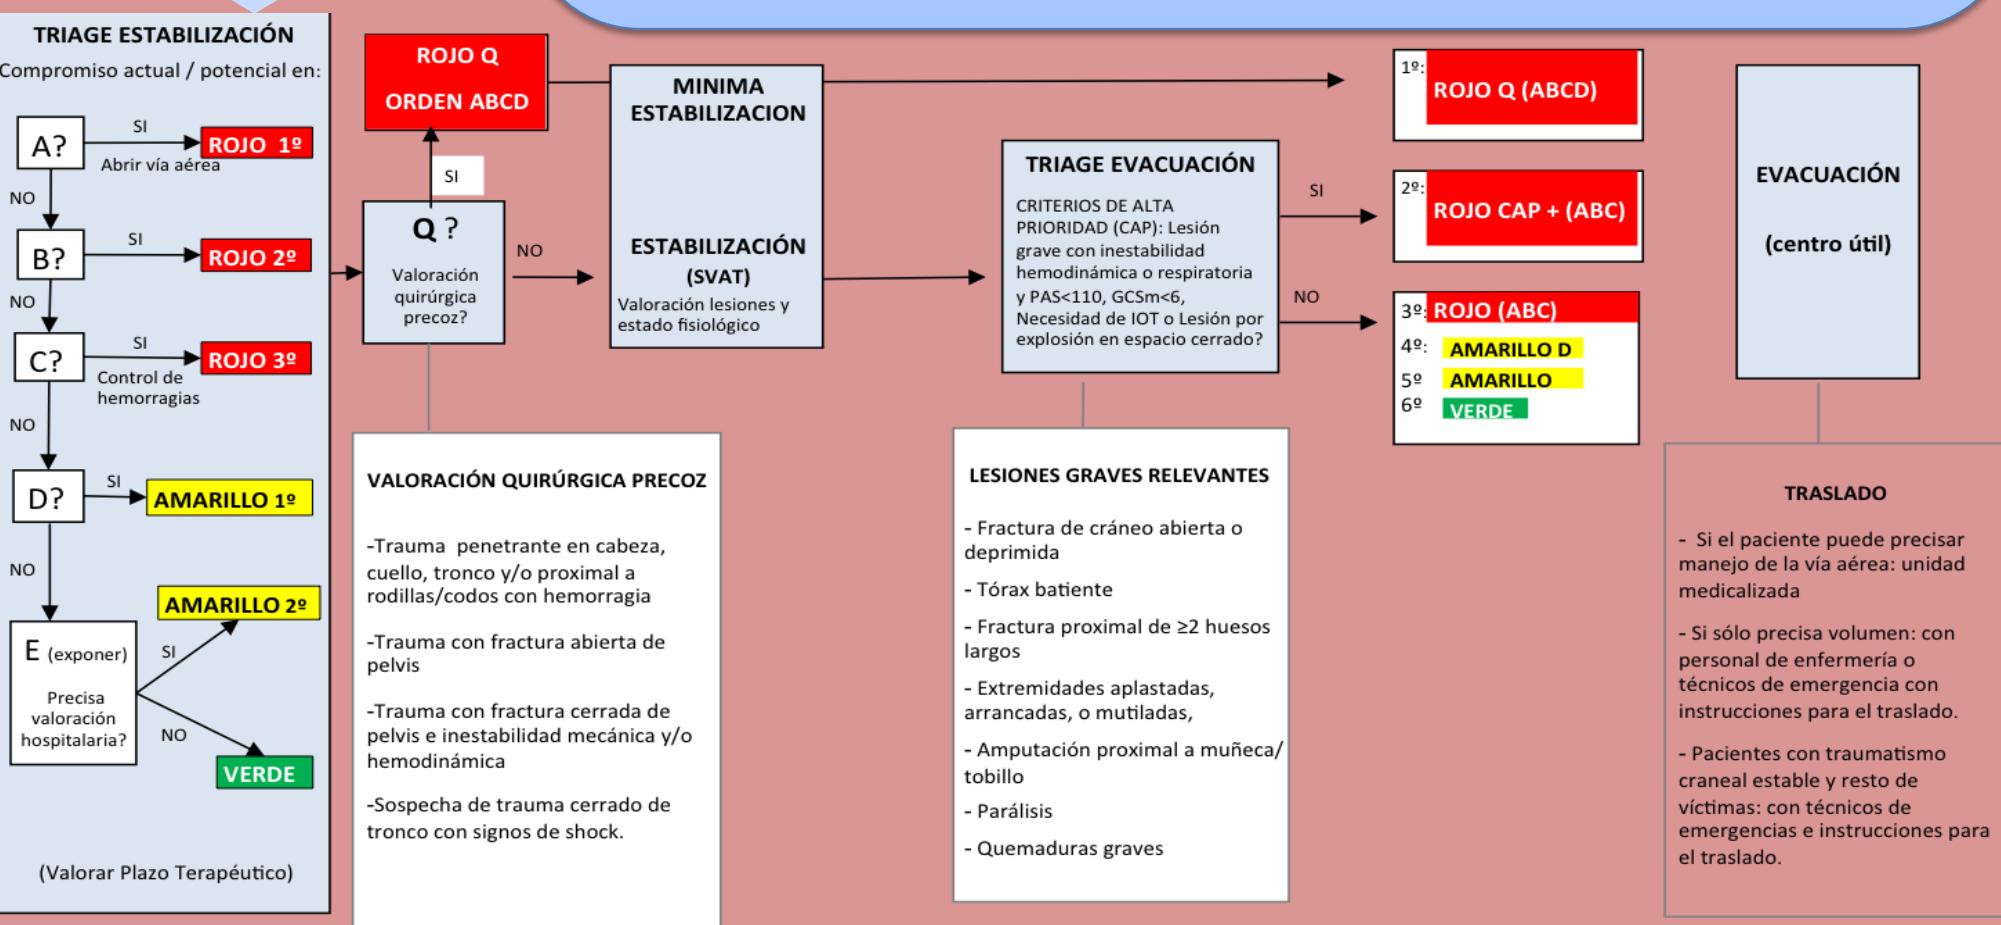 TRIAGE ESTABILIZACIÓN
Compromiso actual / potencial en:
A?
SI
ROJO 1º
Abrir vía aérea
NO
B?
SI
ROJO 2º
NO
C?
SI
ROJO 3º
Control de
hemorragias
NO
D?
SI
AMARILLO 1º
NO
AMARILLO 2º
E (exponer)
Precisa
valoración
hospitalaria?
SI
NO
VERDE
(Valorar Plazo Terapéutico)
ROJO Q
ORDEN ABCD
SI
Q ?
Valoración
quirúrgica
precoz?
NO
MINIMA
ESTABILIZACION
ESTABILIZACIÓN
(SVAT)
Valoración lesiones y
estado fisiológico
VALORACIÓN QUIRÚRGICA PRECOZ
-Trauma penetrante en cabeza,
cuello, tronco y/o proximal a
rodillas/codos con hemorragia
-Trauma con fractura abierta de
pelvis
-Trauma con fractura cerrada de
pelvis e inestabilidad mecánica y/o
hemodinámica
-Sospecha de trauma cerrado de
tronco con signos de shock.
TRIAGE EVACUACIÓN
CRITERIOS DE ALTA
PRIORIDAD (CAP): Lesión
grave con inestabilidad
hemodinámica o respiratoria
y PAS<110, GCSm<6,
Necesidad de IOT o Lesión por
explosión en espacio cerrado?
SI
NO
LESIONES GRAVES RELEVANTES
- Fractura de cráneo abierta o
deprimida
- Tórax batiente
- Fractura proximal de ≥2 huesos
largos
- Extremidades aplastadas,
arrancadas, o mutiladas,
- Amputación proximal a muñeca/
tobillo
- Parálisis
- Quemaduras graves
1º: ROJO Q (ABCD)
2º: ROJO CAP + (ABC)
3º: ROJO (ABC)
4º: AMARILLO D
5º AMARILLO
6º VERDE
EVACUACIÓN
(centro útil)
TRASLADO
- Si el paciente puede precisar
manejo de la vía aérea: unidad
medicalizada
- Si sólo precisa volumen: con
personal de enfermería o
técnicos de emergencia con
instrucciones para el traslado.
- Pacientes con traumatismo
craneal estable y resto de
víctimas: con técnicos de
emergencias e instrucciones para
el traslado.